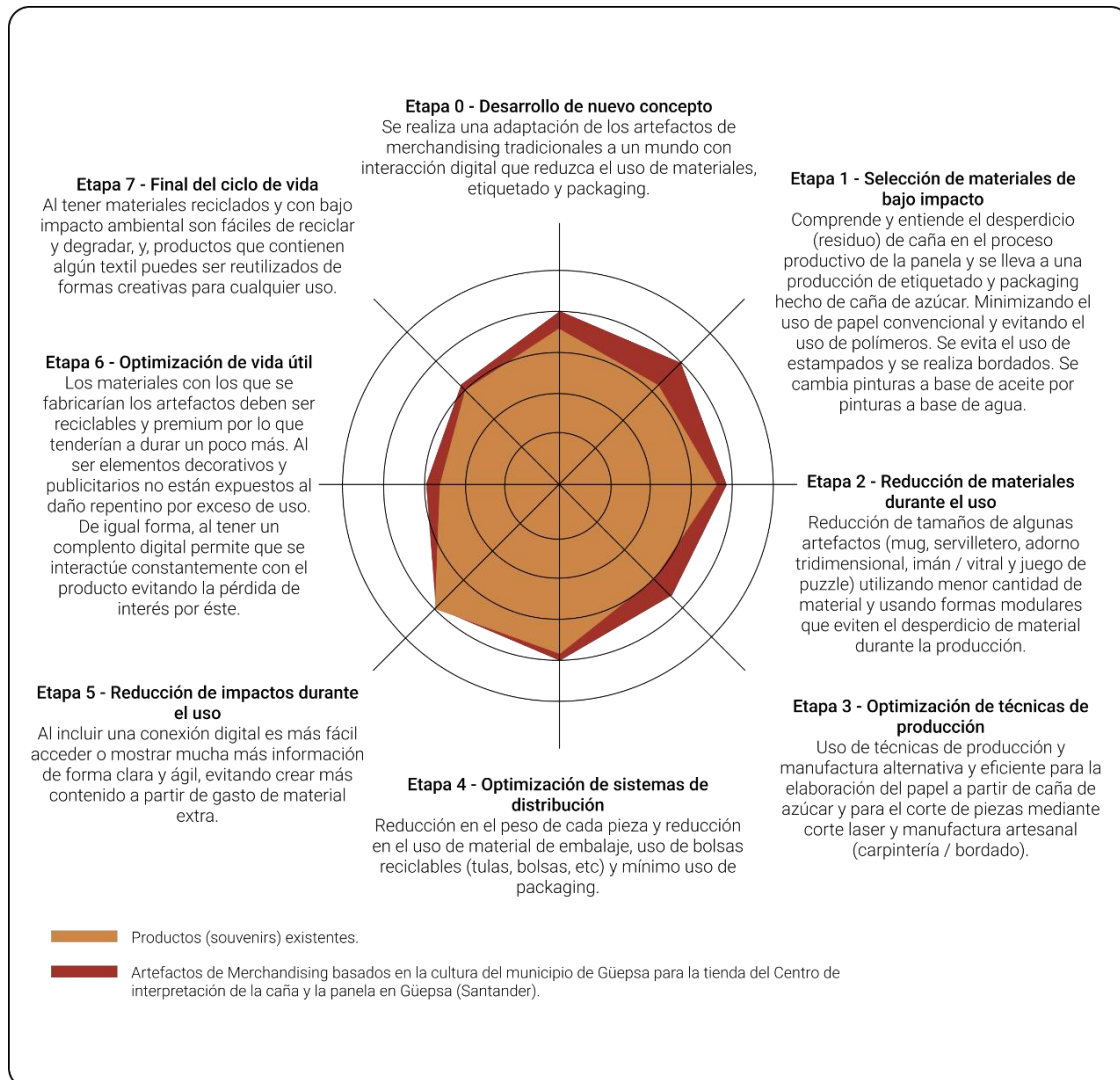 Etapa 0 - Desarrollo de nuevo concepto
Se realiza una adaptación de los artefactos de
merchandising tradicionales a un mundo con
interacción digital que reduzca el uso de materiales,
etiquetado y packaging.
Etapa 1 - Selección de materiales de
bajo impacto
Comprende y entiende el desperdicio
(residuo) de caña en el proceso
productivo de la panela y se lleva a una
producción de etiquetado y packaging
hecho de caña de azúcar. Minimizando el
uso de papel convencional y evitando el
uso de polímeros. Se evita el uso de
estampados y se realiza bordados. Se
cambia pinturas a base de aceite por
pinturas a base de agua.
Etapa 2 - Reducción de materiales
durante el uso
Reducción de tamaños de algunas
artefactos (mug, servilletero, adorno
tridimensional, imán / vitral y juego de
puzzle) utilizando menor cantidad de
material y usando formas modulares
que eviten el desperdicio de material
durante la producción.
Etapa 3 - Optimización de técnicas de
producción
Uso de técnicas de producción y
manufactura alternativa y eficiente para la
elaboración del papel a partir de caña de
azúcar y para el corte de piezas mediante
corte laser y manufactura artesanal
(carpintería / bordado).
Etapa 4 - Optimización de sistemas de
distribución
Reducción en el peso de cada pieza y reducción
en el uso de material de embalaje, uso de bolsas
reciclables (tulas, bolsas, etc) y mínimo uso de
packaging.
Etapa 5 - Reducción de impactos durante
el uso
Al incluir una conexión digital es más fácil
acceder o mostrar mucha más información
de forma clara y ágil, evitando crear más
contenido a partir de gasto de material
extra.
Etapa 6 - Optimización de vida útil
Los materiales con los que se
fabricarían los artefactos deben ser
reciclables y premium por lo que
tenderían a durar un poco más. Al
ser elementos decorativos y
publicitarios no están expuestos al
daño repentino por exceso de uso.
De igual forma, al tener un
complento digital permite que se
interactúe constantemente con el
producto evitando la pérdida de
interés por éste.
Etapa 7 - Final del ciclo de vida
Al tener materiales reciclados y con bajo
impacto ambiental son fáciles de reciclar
y degradar, y, productos que contienen
algún textil puedes ser reutilizados de
formas creativas para cualquier uso.
Productos (souvenirs) existentes.
Artefactos de Merchandising basados en la cultura del municipio de Güepsa para la tienda del Centro de
interpretación de la caña y la panela en Güepsa (Santander).